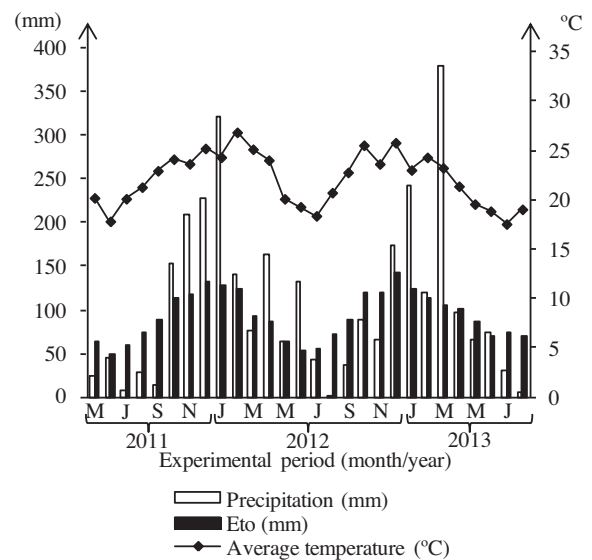 (mm)
ºC
400
350
300
250
200
150
100
50
0
35
30
25
20
15
10
5
0
M J S N J M M J S N J M M J
2011 2012 2013
Experimental period (month/year)
Precipitation (mm)
Eto (mm)
Average temperature (ºC)